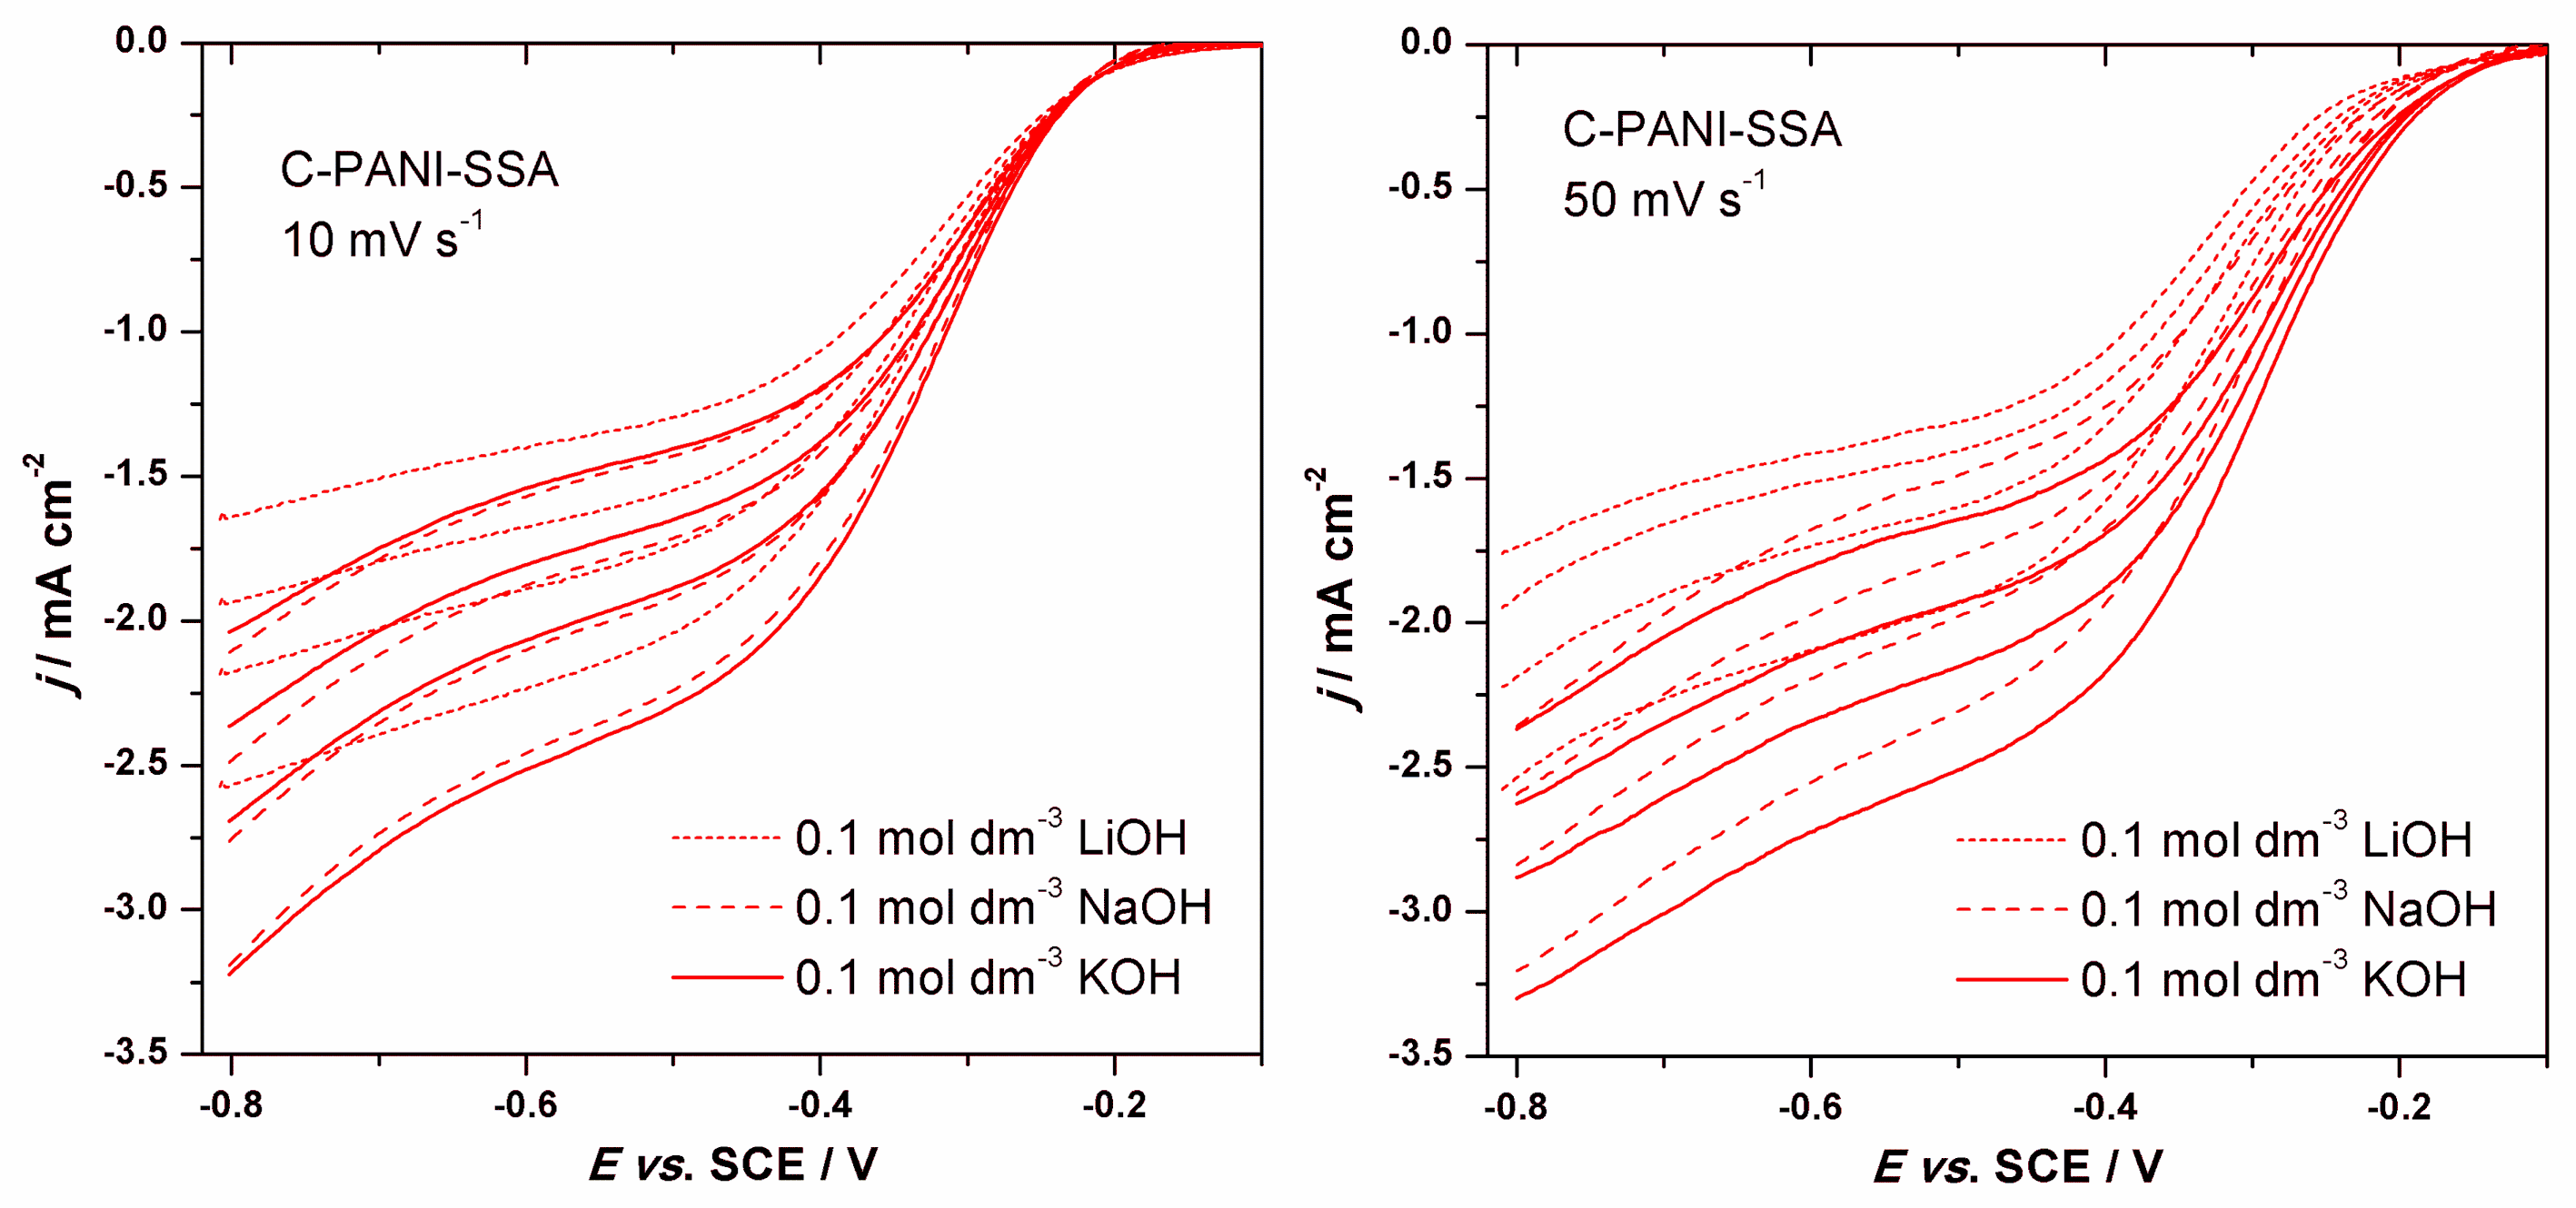 0.0
-0.5
-1.0
-1.5
-2.0
-2.5
-3.0
-3.5
j / mA cm⁻²
C-PANI-SSA
10 mV s⁻¹
0.1 mol dm⁻³ LiOH
0.1 mol dm⁻³ NaOH
0.1 mol dm⁻³ KOH
-0.8 -0.6 -0.4 -0.2
E vs. SCE / V
0.0
-0.5
-1.0
-1.5
-2.0
-2.5
-3.0
-3.5
j / mA cm⁻²
C-PANI-SSA
50 mV s⁻¹
0.1 mol dm⁻³ LiOH
0.1 mol dm⁻³ NaOH
0.1 mol dm⁻³ KOH
-0.8 -0.6 -0.4 -0.2
E vs. SCE / V